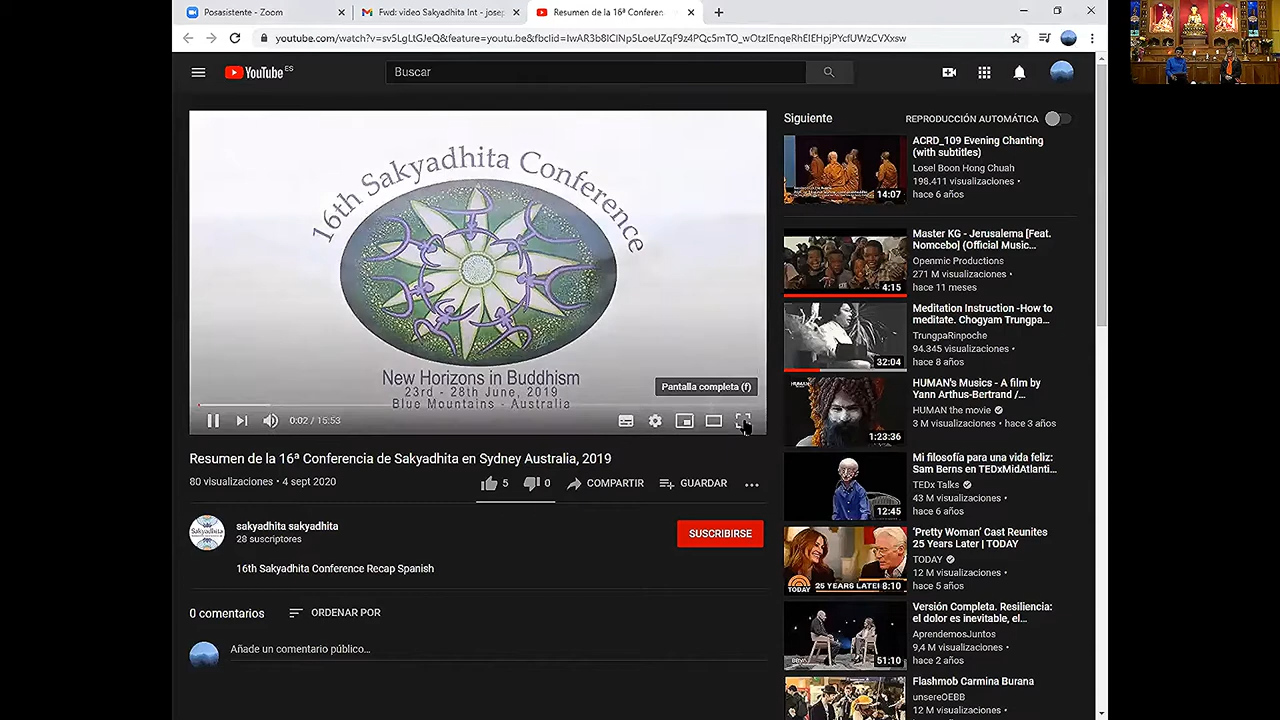 Posasistente - Zoom
Fwd: video Sakyadhita Int - josep
Resumen de la 16ª Conferen
YouTube ES
Buscar
16th Sakyadhita Conference
New Horizons in Buddhism
23rd - 28th June, 2019
Blue Mountains - Australia
Pantalla completa (f)
0:02 / 15:53
Resumen de la 16ª Conferencia de Sakyadhita en Sydney Australia, 2019
80 visualizaciones • 4 sept 2020
5
0
COMPARTIR
GUARDAR
sakyadhita sakyadhita
28 suscriptores
SUSCRIBIRSE
16th Sakyadhita Conference Recap Spanish
0 comentarios
ORDENAR POR
Añade un comentario público...
Siguiente
REPRODUCCIÓN AUTOMÁTICA
ACRD_109 Evening Chanting
(with subtitles)
Losel Boon Hong Chuah
198.411 visualizaciones •
hace 6 años
14:07
Master KG - Jerusalema [Feat.
Nomcebo] (Official Music...
Openmic Productions
271 M visualizaciones •
hace 11 meses
4:15
Meditation Instruction -How to
meditate. Chogyam Trungpa...
TrungpaRinpoche
94.345 visualizaciones •
hace 8 años
32:04
HUMAN's Musics - A film by
Yann Arthus-Bertrand /...
HUMAN the movie
3 M visualizaciones • hace 3 años
HUMAN
1:23:36
Mi filosofía para una vida feliz:
Sam Berns en TEDxMidAtlanti...
TEDx Talks
43 M visualizaciones •
hace 6 años
12:45
'Pretty Woman' Cast Reunites
25 Years Later | TODAY
TODAY
12 M visualizaciones •
hace 5 años
TODAY
25 YEARS LATE
8:10
Versión Completa. Resiliencia:
el dolor es inevitable, el...
AprendemosJuntos
9,4 M visualizaciones •
hace 2 años
BBVA
51:10
Flashmob Carmina Burana
unsereOEBB
12 M visualizaciones •